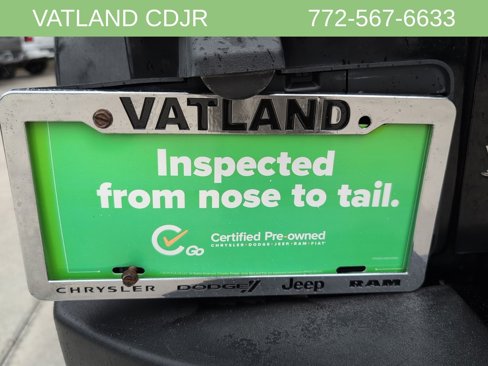 VATLAND CDJR 772-567-6633
VATLAND
Inspected
from nose to tail.
Go Certified Pre-owned
CHRYSLER • DODGE • JEEP • RAM • FIAT
CHRYSLER DODGE Jeep RAM